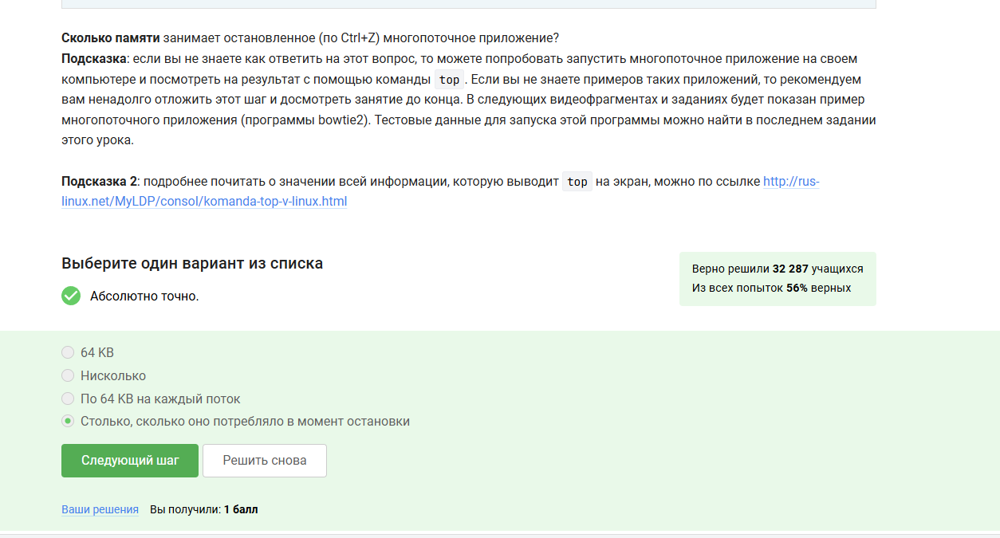 Сколько памяти занимает остановленное (по Ctrl+Z) многопоточное приложение?
Подсказка: если вы не знаете как ответить на этот вопрос, то можете попробовать запустить многопоточное приложение на своем
компьютере и посмотреть на результат с помощью команды top. Если вы не знаете примеров таких приложений, то рекомендуем
вам ненадолго отложить этот шаг и досмотреть занятие до конца. В следующих видеофрагментах и заданиях будет показан пример
многопоточного приложения (программы bowtie2). Тестовые данные для запуска этой программы можно найти в последнем задании
этого урока.
Подсказка 2: подробнее почитать о значении всей информации, которую выводит top на экран, можно по ссылке http://rus-
linux.net/MyLDP/consol/komanda-top-v-linux.html
Выберите один вариант из списка
Верно решили 32 287 учащихся
Из всех попыток 56% верных
Абсолютно точно.
64 KB
Нисколько
По 64 KB на каждый поток
Столько, сколько оно потребляло в момент остановки
Следующий шаг
Решить снова
Ваши решения Вы получили: 1 балл